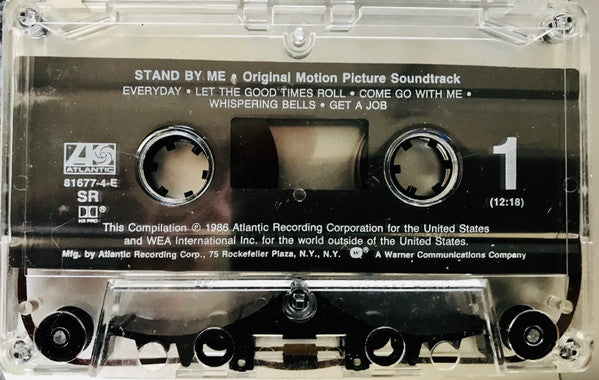 STAND BY ME • Original Motion Picture Soundtrack
EVERYDAY • LET THE GOOD TIMES ROLL • COME GO WITH ME •
WHISPERING BELLS • GET A JOB
ATLANTIC
81677-4-E
SR
HX PRO
1
(12:18)
This Compilation ℗ 1986 Atlantic Recording Corporation for the United States
and WEA International Inc. for the world outside of the United States.
Mfg. by Atlantic Recording Corp., 75 Rockefeller Plaza, N.Y., N.Y. A Warner Communications Company